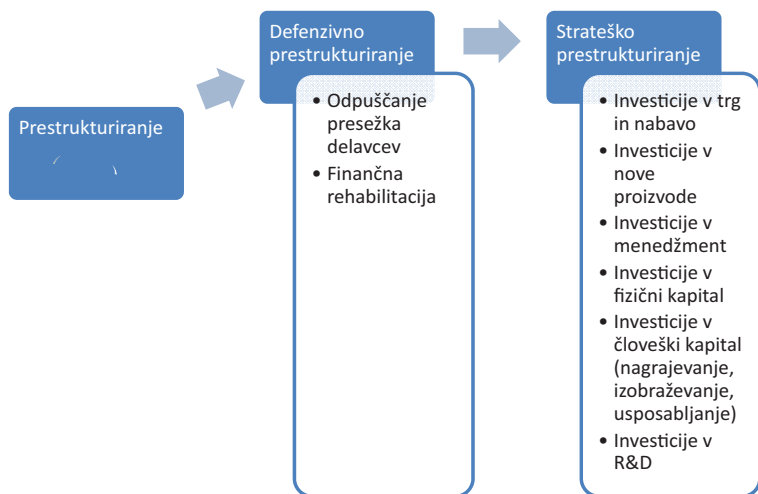 Prestrukturiranje
Defenzivno
prestrukturiranje
• Odpuščanje
presežka
delavcev
• Finančna
rehabilitacija
Strateško
prestrukturiranje
• Investicije v trg
in nabavo
• Investicije v
nove
proizvode
• Investicije v
menedžment
• Investicije v
fizični kapital
• Investicije v
človeški kapital
(nagrajevanje,
izobraževanje,
usposabljanje)
• Investicije v
R&D